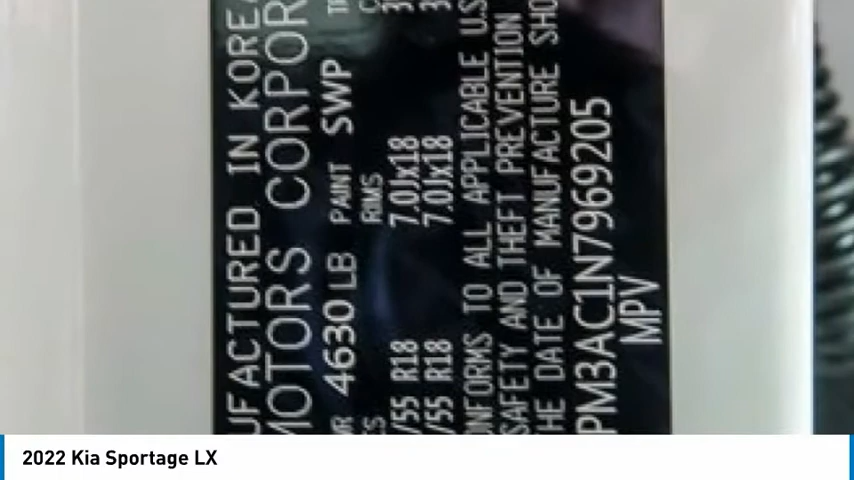 UFACTURED IN KOREA
MOTORS CORPOR
4630 LB PAINT SWP
RIMS
/55 R18 7.0Jx18
/55 R18 7.0Jx18
ONFORMS TO ALL APPLICABLE U.S
SAFETY AND THEFT PREVENTION
HE DATE OF MANUFACTURE SHO
PM3AC1N7969205
MPV
2022 Kia Sportage LX